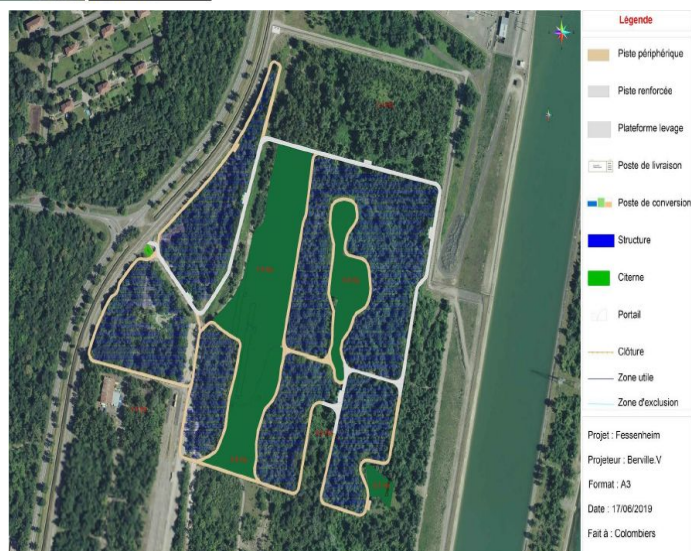 Légende
Piste périphérique
Piste renforcée
Plateforme levage
Poste de livraison
Poste de conversion
Structure
Citerne
Portail
Clôture
Zone utile
Zone d'exclusion
Projet : Fessenheim
Projeteur : Berville.V
Format : A3
Date : 17/06/2019
Fait à : Colombiers